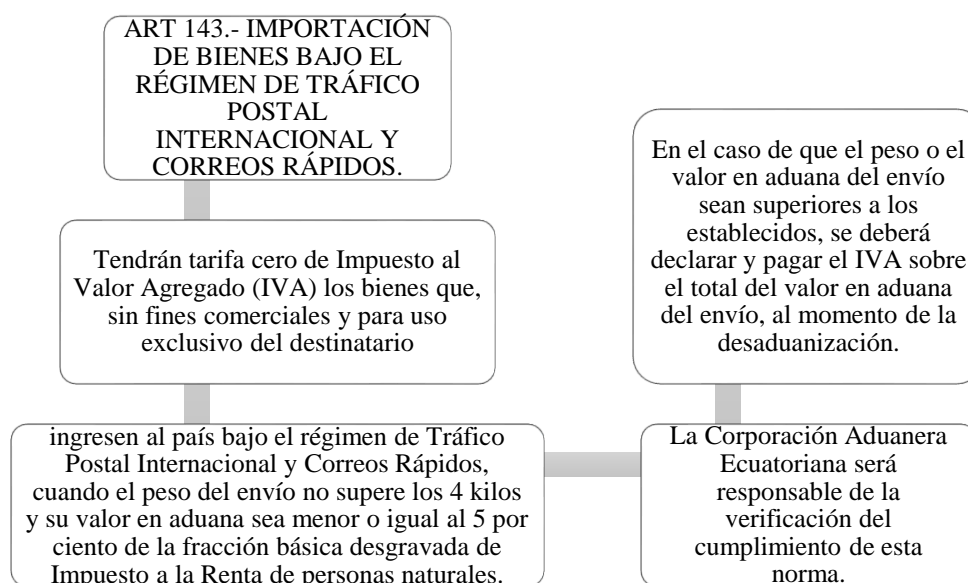 ART 143.- IMPORTACIÓN
DE BIENES BAJO EL
RÉGIMEN DE TRÁFICO
POSTAL
INTERNACIONAL Y
CORREOS RÁPIDOS.
Tendrán tarifa cero de Impuesto al
Valor Agregado (IVA) los bienes que,
sin fines comerciales y para uso
exclusivo del destinatario
ingresen al país bajo el régimen de Tráfico
Postal Internacional y Correos Rápidos,
cuando el peso del envío no supere los 4 kilos
y su valor en aduana sea menor o igual al 5 por
ciento de la fracción básica desgravada de
Impuesto a la Renta de personas naturales.
La Corporación Aduanera
Ecuatoriana será
responsable de la
verificación del
cumplimiento de esta
norma.
En el caso de que el peso o el
valor en aduana del envío
sean superiores a los
establecidos, se deberá
declarar y pagar el IVA sobre
el total del valor en aduana
del envío, al momento de la
desaduanización.